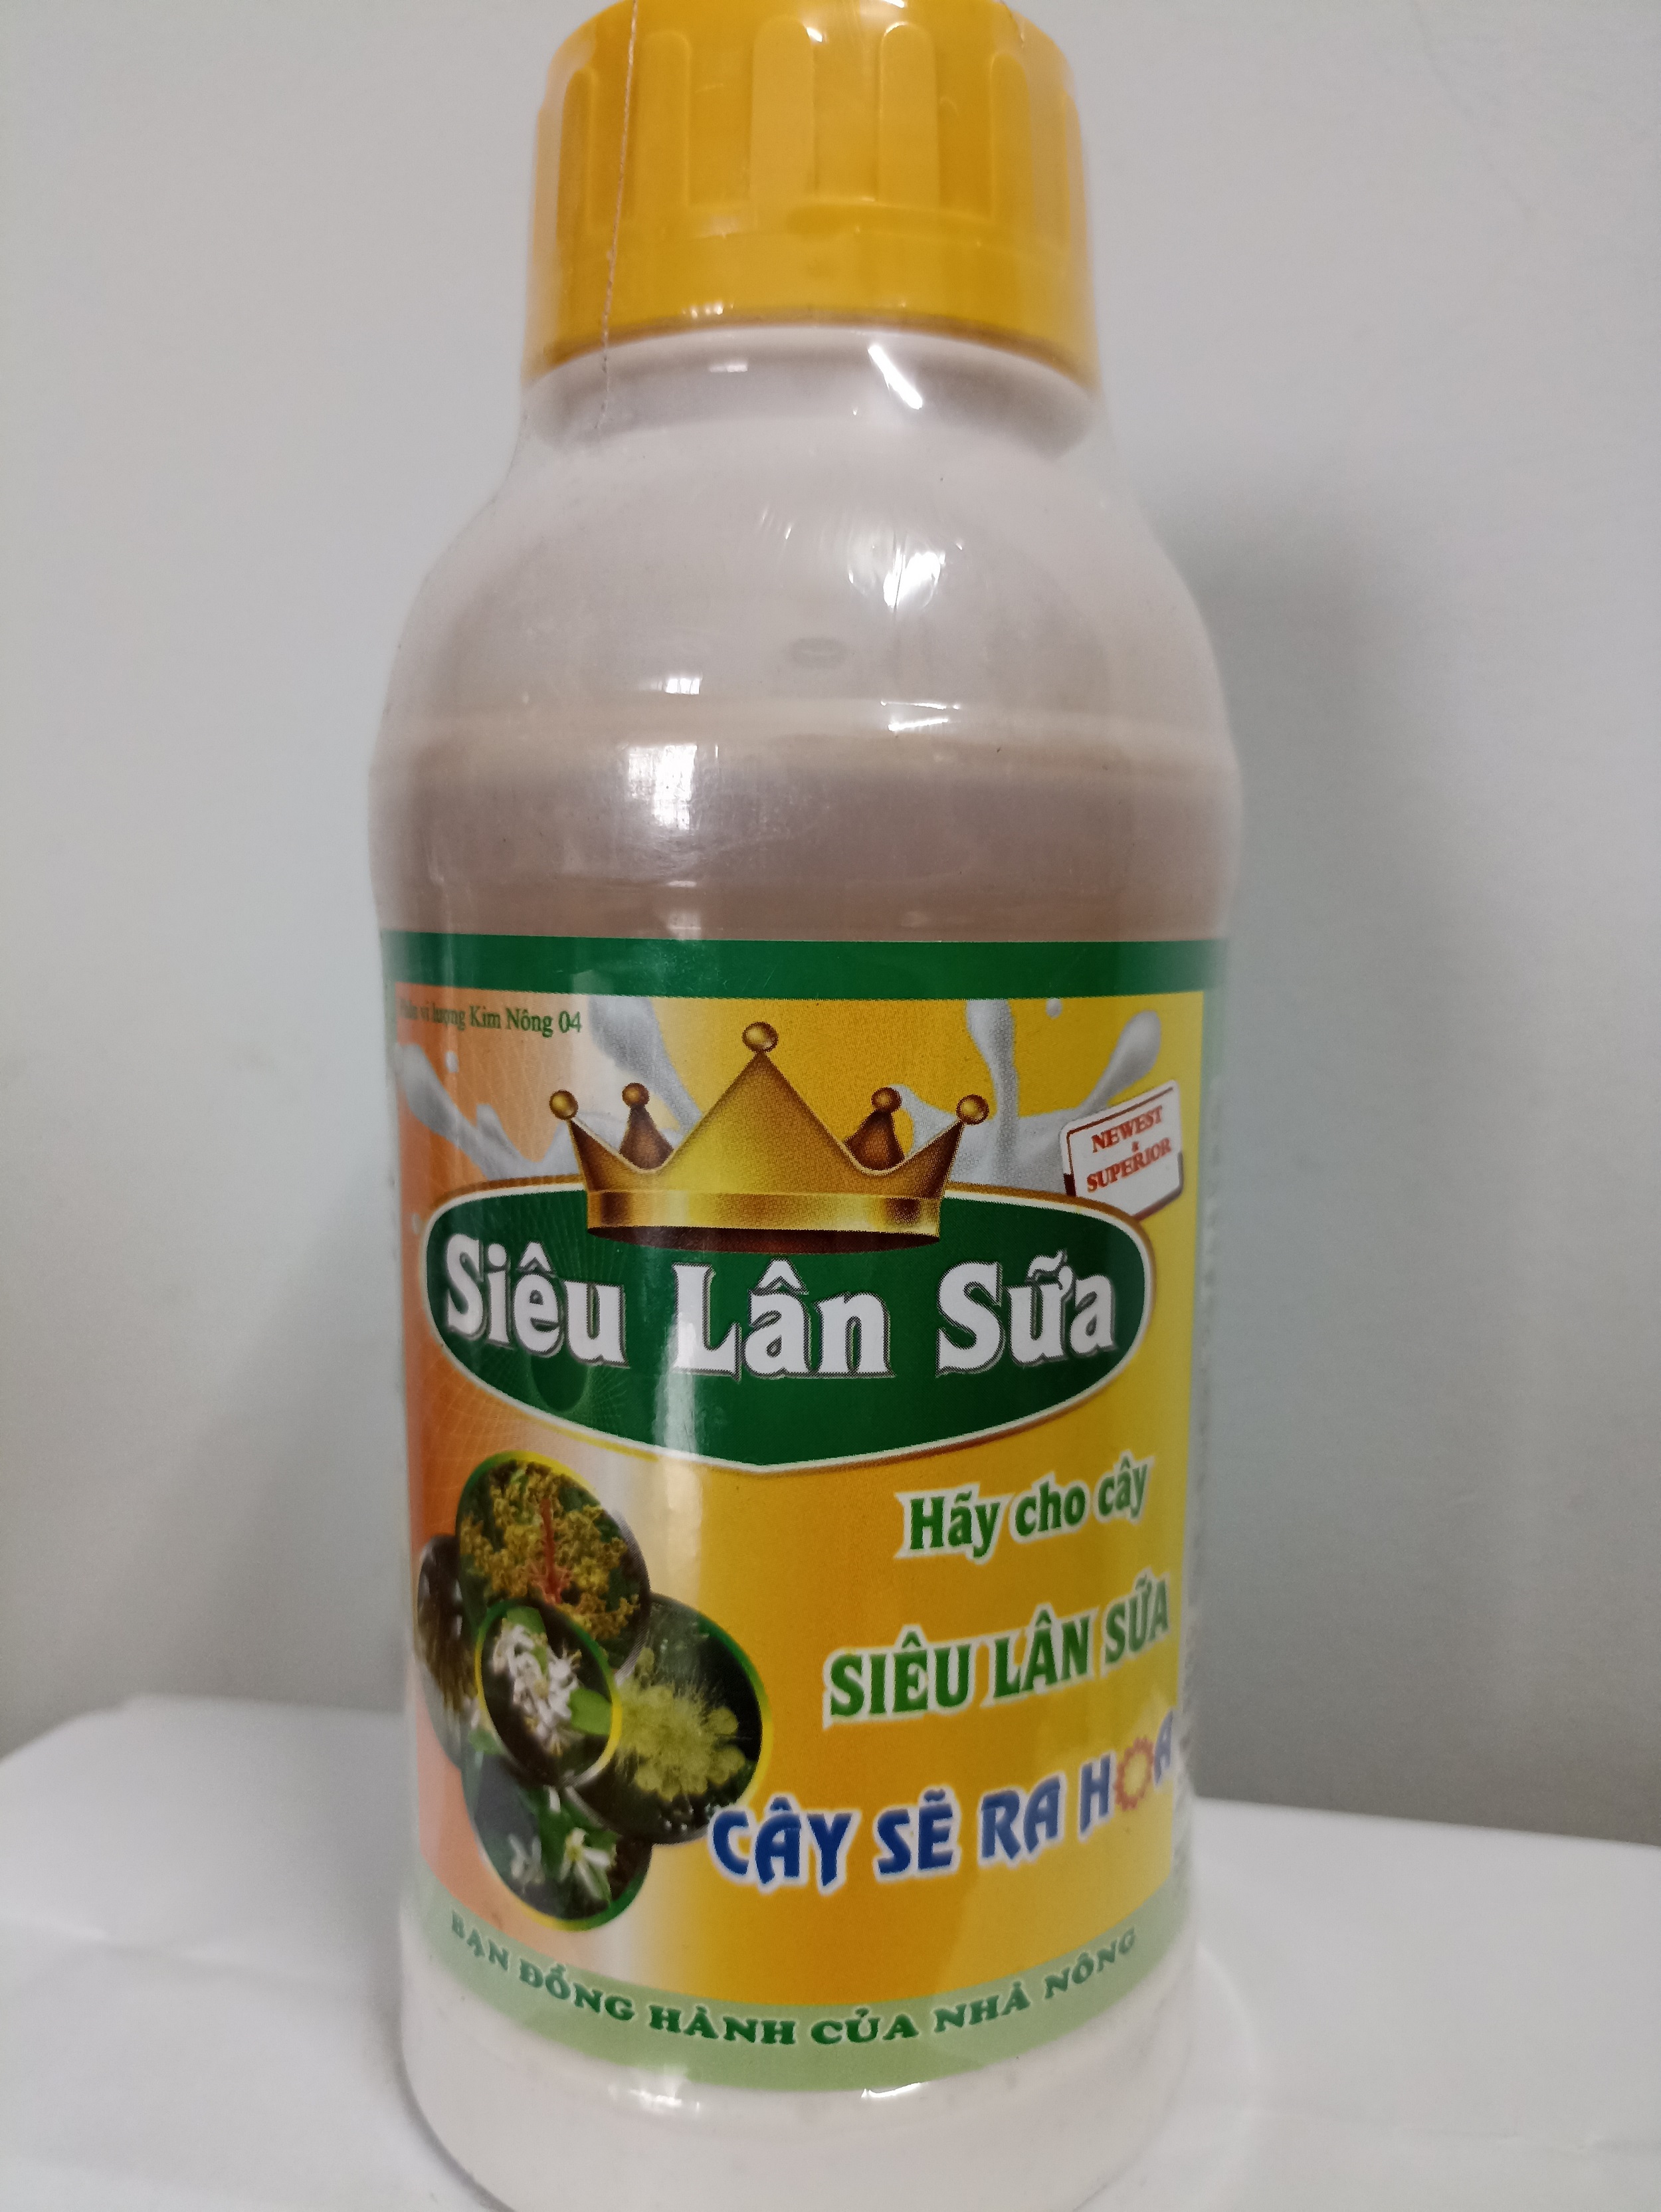 Phân vi lượng Kim Nông 04
NEWEST
&
SUPERIOR
Siêu Lân Sữa
Hãy cho cây
SIÊU LÂN SỮA
CÂY SẼ RA HOA
BẠN ĐỒNG HÀNH CỦA NHÀ NÔNG